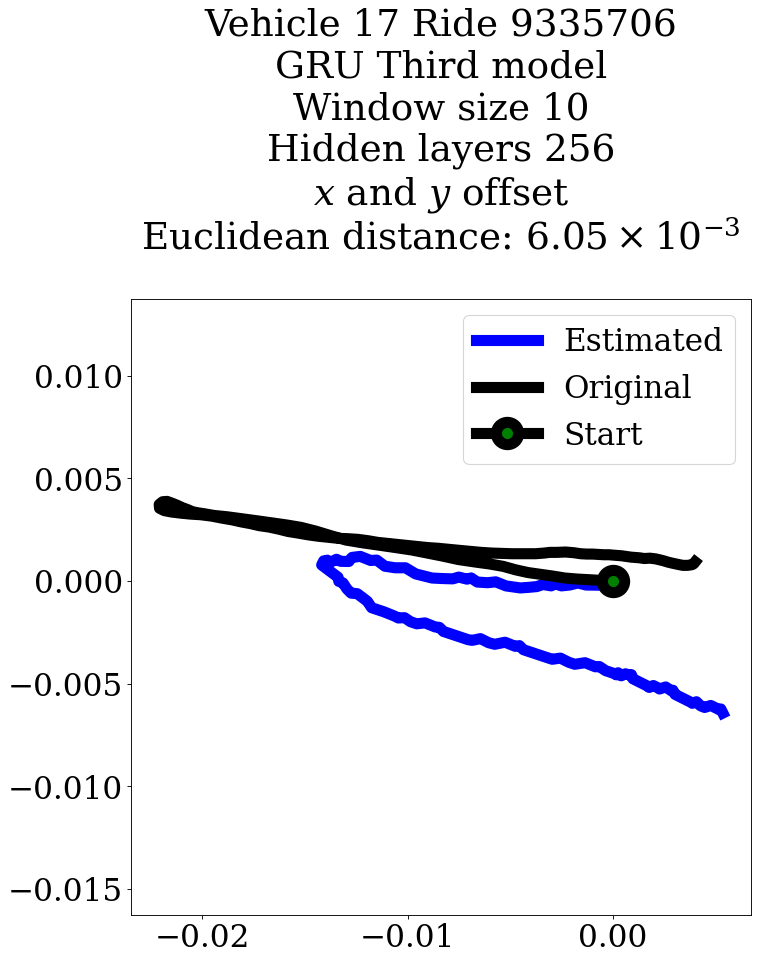 Vehicle 17 Ride 9335706
GRU Third model
Window size 10
Hidden layers 256
x and y offset
Euclidean distance: 6.05 × 10⁻³
Estimated
Original
Start
0.010
0.005
0.000
−0.005
−0.010
−0.015
−0.02
−0.01
0.00